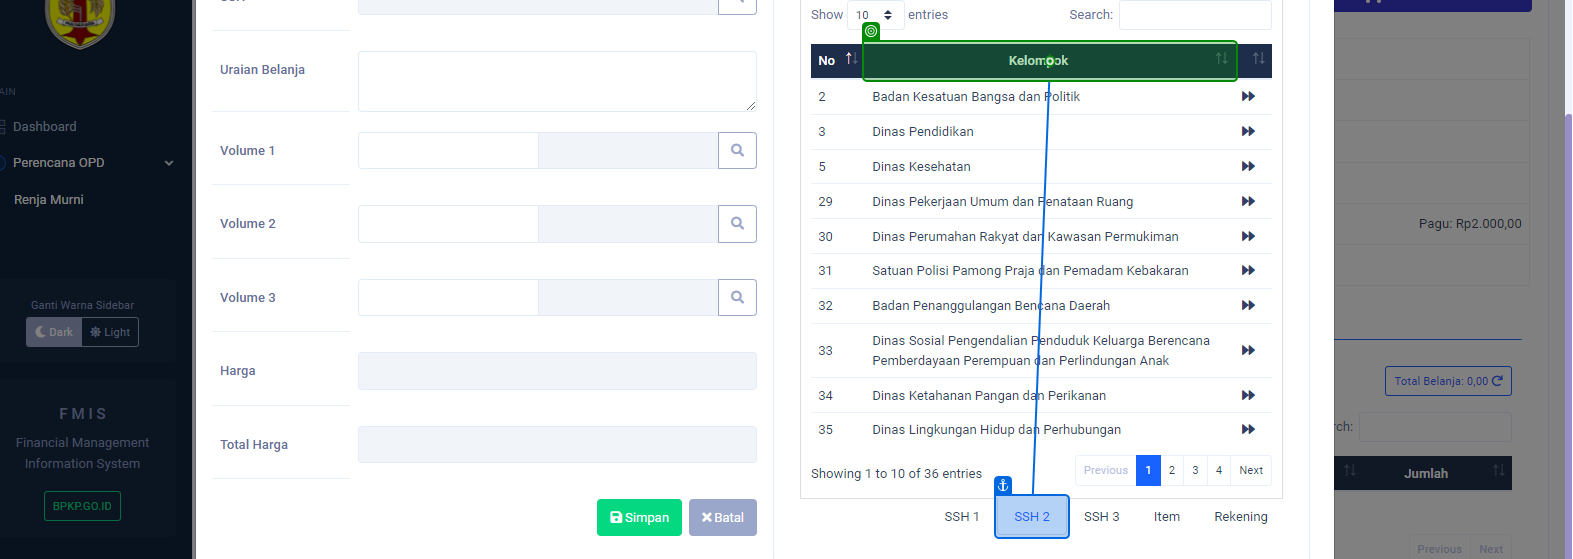 Show 10 entries
Search:
No Kelompok
Uraian Belanja
AIN
2 Badan Kesatuan Bangsa dan Politik
Dashboard
3 Dinas Pendidikan
Volume 1
Perencana OPD
5 Dinas Kesehatan
Renja Murni
29 Dinas Pekerjaan Umum dan Penataan Ruang
Volume 2
Pagu: Rp2.000,00
30 Dinas Perumahan Rakyat dan Kawasan Permukiman
31 Satuan Polisi Pamong Praja dan Pemadam Kebakaran
Volume 3
Ganti Warna Sidebar
32 Badan Penanggulangan Bencana Daerah
Dark Light
33 Dinas Sosial Pengendalian Penduduk Keluarga Berencana
Pemberdayaan Perempuan dan Perlindungan Anak
Harga
Total Belanja: 0,00
34 Dinas Ketahanan Pangan dan Perikanan
FMIS
rch:
35 Dinas Lingkungan Hidup dan Perhubungan
Financial Management
Information System
Total Harga
Showing 1 to 10 of 36 entries
Previous 1 2 3 4 Next
Jumlah
BPKP.GO.ID
Simpan Batal
SSH 1 SSH 2 SSH 3 Item Rekening
Previous Next